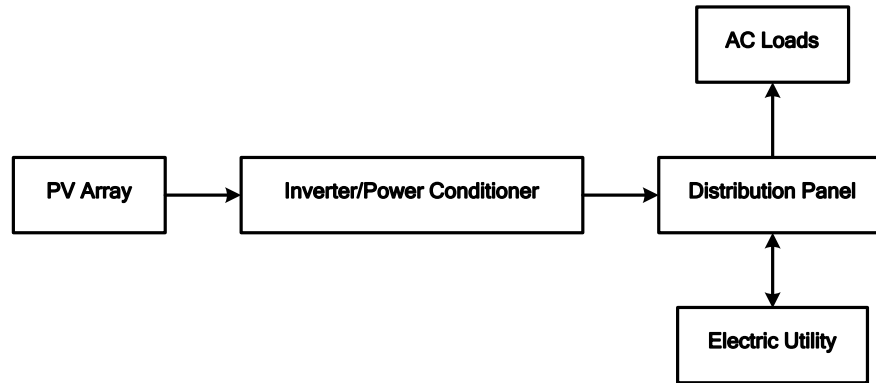 AC Loads
PV Array
Inverter/Power Conditioner
Distribution Panel
Electric Utility